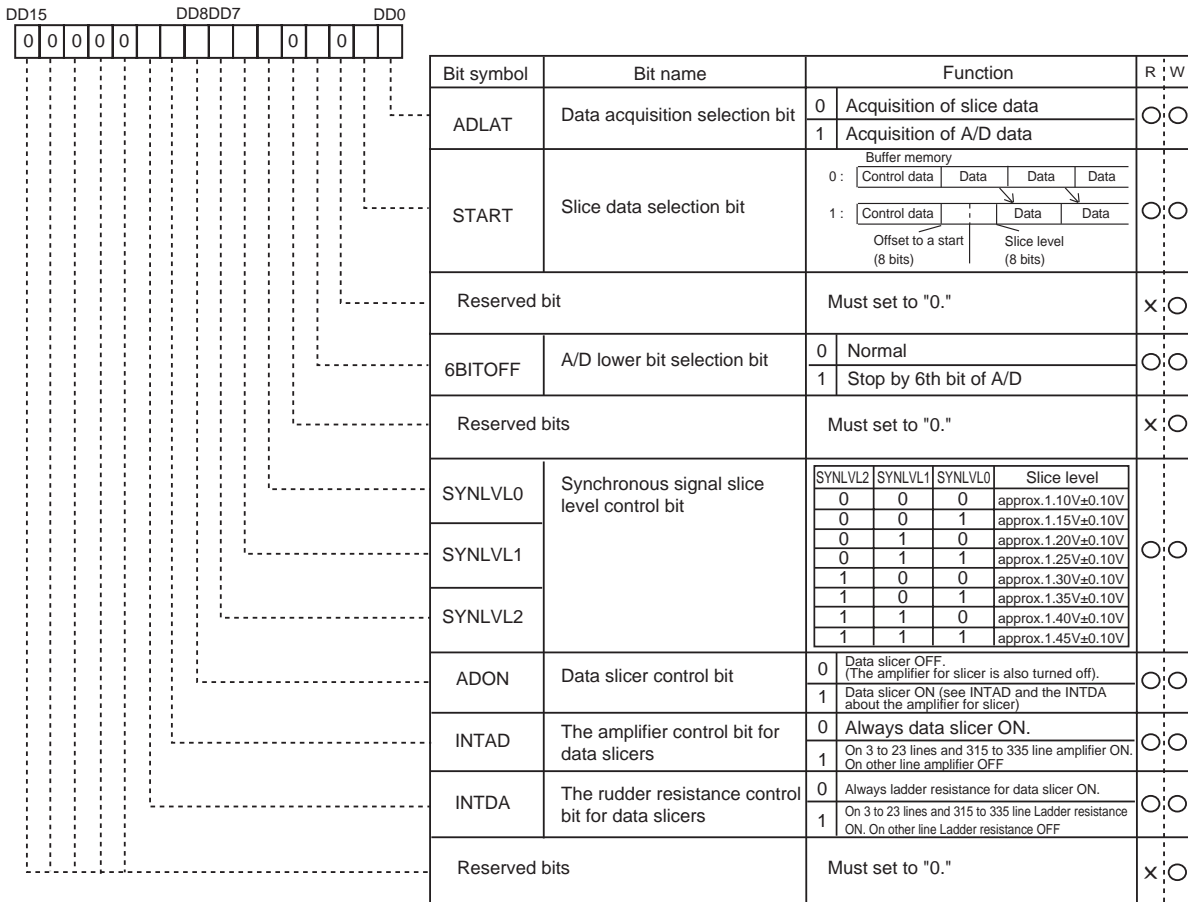 DD15 DD8DD7 DD0
0 0 0 0 0 0 0
Bit symbol Bit name Function R W
ADLAT Data acquisition selection bit 0 Acquisition of slice data
1 Acquisition of A/D data
START Slice data selection bit
Buffer memory
0 : Control data Data Data Data
1 : Control data Data Data
Offset to a start Slice level
(8 bits) (8 bits)
Reserved bit Must set to "0."
6BITOFF A/D lower bit selection bit 0 Normal
1 Stop by 6th bit of A/D
Reserved bits Must set to "0."
SYNLVL0 Synchronous signal slice
level control bit
SYNLVL1
SYNLVL2
SYNLVL2 SYNLVL1 SYNLVL0 Slice level
0 0 0 approx.1.10V±0.10V
0 0 1 approx.1.15V±0.10V
0 1 0 approx.1.20V±0.10V
0 1 1 approx.1.25V±0.10V
1 0 0 approx.1.30V±0.10V
1 0 1 approx.1.35V±0.10V
1 1 0 approx.1.40V±0.10V
1 1 1 approx.1.45V±0.10V
ADON Data slicer control bit 0 Data slicer OFF.
(The amplifier for slicer is also turned off).
1 Data slicer ON (see INTAD and the INTDA
about the amplifier for slicer)
INTAD The amplifier control bit for
data slicers
0 Always data slicer ON.
1 On 3 to 23 lines and 315 to 335 line amplifier ON.
On other line amplifier OFF
INTDA The rudder resistance control
bit for data slicers
0 Always ladder resistance for data slicer ON.
1 On 3 to 23 lines and 315 to 335 line Ladder resistance
ON. On other line Ladder resistance OFF
Reserved bits Must set to "0."